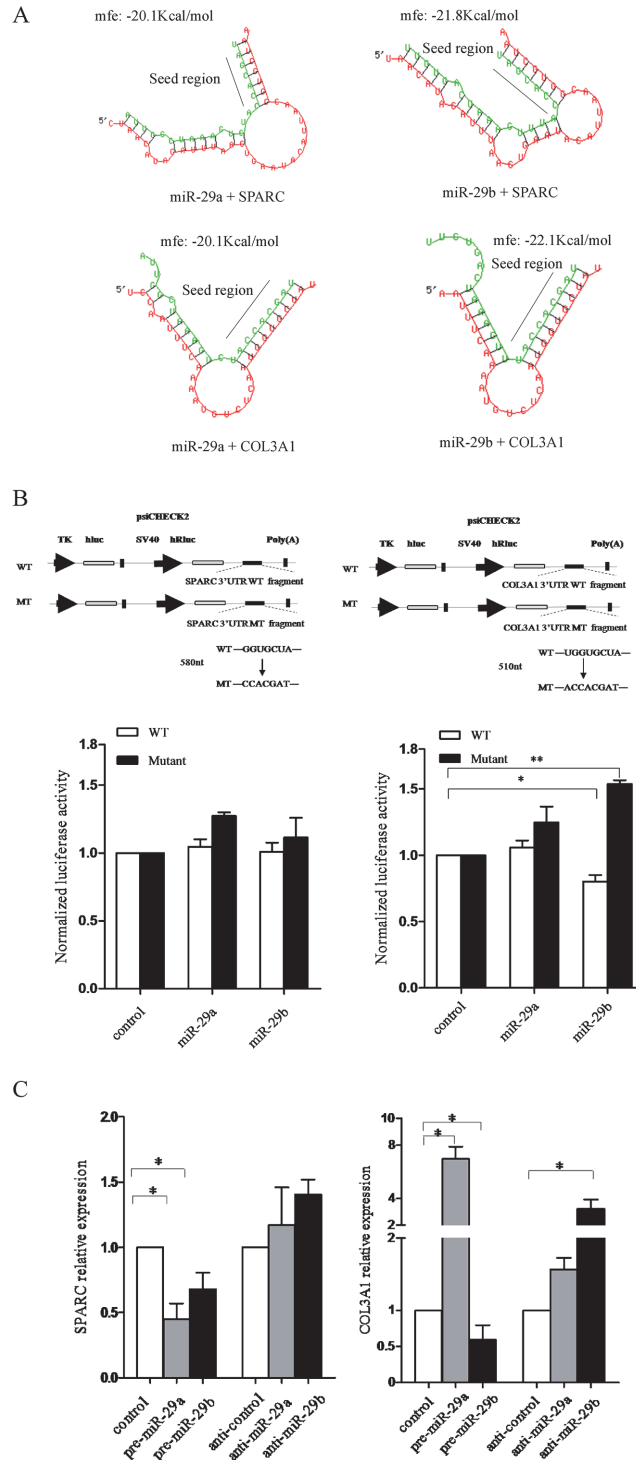 A
mfe: -20.1Kcal/mol
mfe: -21.8Kcal/mol
Seed region
Seed region
5'
5'
miR-29a + SPARC
miR-29b + SPARC
mfe: -20.1Kcal/mol
mfe: -22.1Kcal/mol
Seed region
Seed region
5'
5'
miR-29a + COL3A1
miR-29b + COL3A1
B
psiCHECK2
TK hluc SV40 hRluc Poly(A)
WT
SPARC 3'UTR WT fragment
MT
SPARC 3'UTR MT fragment
WT —GGUGCUA—
580nt
MT —CCACGAT—
psiCHECK2
TK hluc SV40 hRluc Poly(A)
WT
COL3A1 3'UTR WT fragment
MT
COL3A1 3'UTR MT fragment
WT —UGGUGCUA—
510nt
MT —ACCACGAT—
Normalized luciferase activity
1.8
1.5
1.0
0.5
0.0
WT
Mutant
control
miR-29a
miR-29b
Normalized luciferase activity
1.8
1.5
1.0
0.5
0.0
WT
Mutant
**
*
control
miR-29a
miR-29b
C
SPARC relative expression
2.0
1.5
1.0
0.5
0.0
*
*
control
pre-miR-29a
pre-miR-29b
anti-control
anti-miR-29a
anti-miR-29b
COL3A1 relative expression
10
8
6
4
2
2
1
0.5
0
*
*
*
control
pre-miR-29a
pre-miR-29b
anti-control
anti-miR-29a
anti-miR-29b